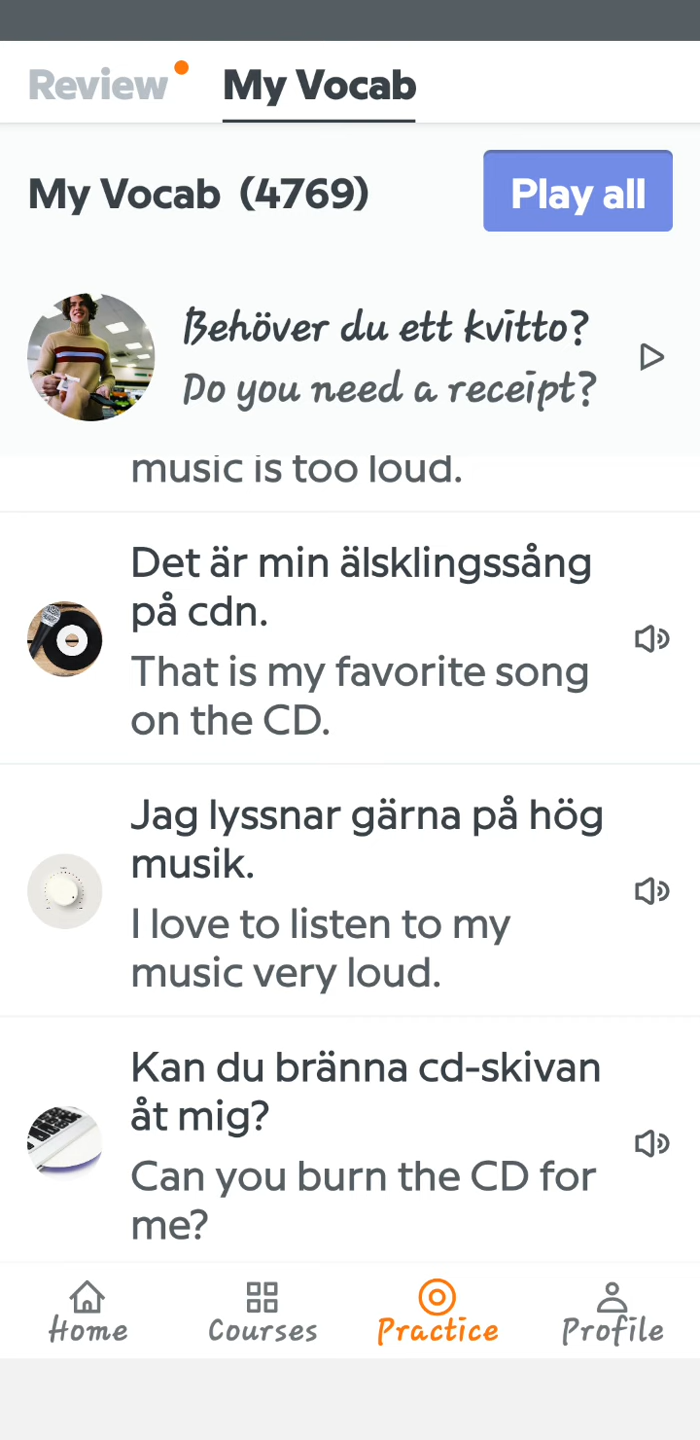 Review
My Vocab
My Vocab (4769)
Play all
Behöver du ett kvitto?
Do you need a receipt?
music is too loud.
Det är min älsklingssång
på cdn.
That is my favorite song
on the CD.
Jag lyssnar gärna på hög
musik.
I love to listen to my
music very loud.
Kan du bränna cd-skivan
åt mig?
Can you burn the CD for
me?
Home
Courses
Practice
Profile